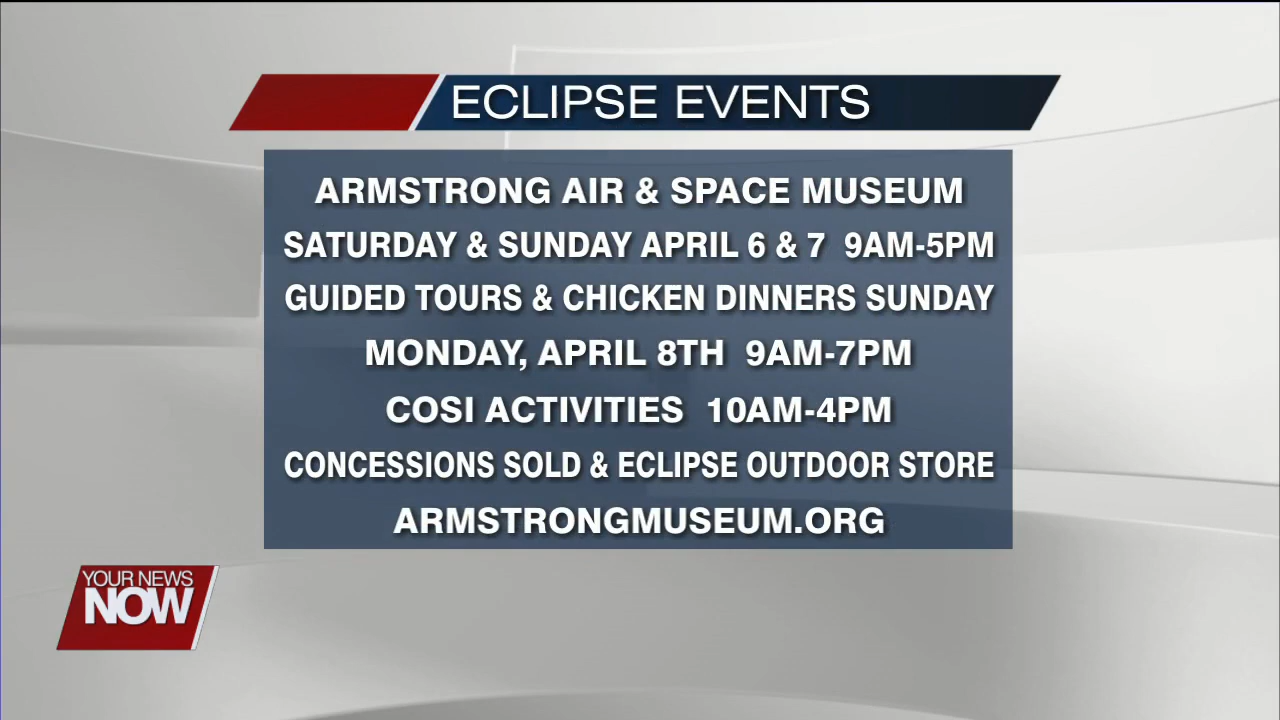 ECLIPSE EVENTS
ARMSTRONG AIR & SPACE MUSEUM
SATURDAY & SUNDAY APRIL 6 & 7 9AM-5PM
GUIDED TOURS & CHICKEN DINNERS SUNDAY
MONDAY, APRIL 8TH 9AM-7PM
COSI ACTIVITIES 10AM-4PM
CONCESSIONS SOLD & ECLIPSE OUTDOOR STORE
ARMSTRONGMUSEUM.ORG
YOUR NEWS
NOW